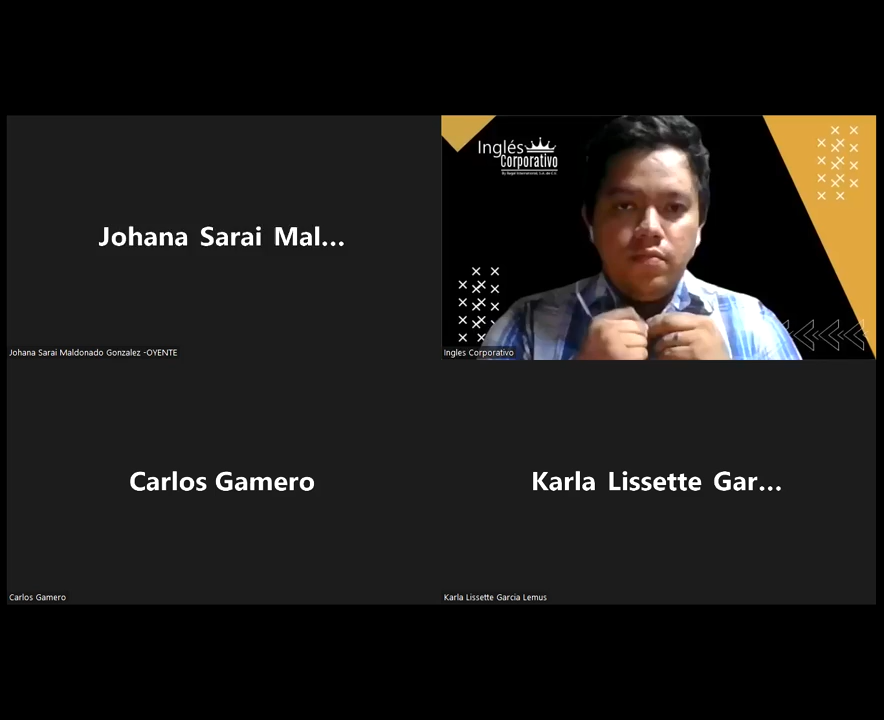 Johana Sarai Mal...
Johana Sarai Maldonado Gonzalez -OYENTE
Inglés
Corporativo
Ingles Corporativo
Carlos Gamero
Carlos Gamero
Karla Lissette Gar...
Karla Lissette Garcia Lemus